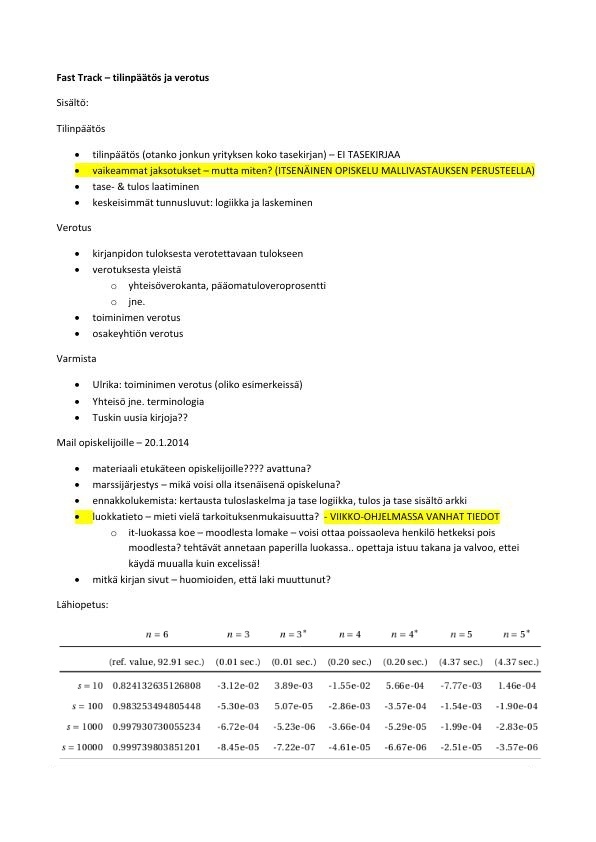 Fast Track – tilinpäätös ja verotus
Sisältö:
Tilinpäätös
• tilinpäätös (otanko jonkun yrityksen koko tasekirjan) – EI TASEKIRJAA
• vaikeammat jaksotukset – mutta miten? (ITSENÄINEN OPISKELU MALLIVASTAUKSEN PERUSTEELLA)
• tase- & tulos laatiminen
• keskeisimmät tunnusluvut: logiikka ja laskeminen
Verotus
• kirjanpidon tuloksesta verotettavaan tulokseen
• verotuksesta yleistä
o yhteisöverokanta, pääomatuloveroprosentti
o jne.
• toiminimen verotus
• osakeyhtiön verotus
Varmista
• Ulrika: toiminimen verotus (oliko esimerkeissä)
• Yhteisö jne. terminologia
• Tuskin uusia kirjoja??
Mail opiskelijoille – 20.1.2014
• materiaali etukäteen opiskelijoille???? avattuna?
• marssijärjestys – mikä voisi olla itsenäisenä opiskeluna?
• ennakkolukemista: kertausta tuloslaskelma ja tase logiikka, tulos ja tase sisältö arkki
• luokkatieto – mieti vielä tarkoituksenmukaisuutta? - VIIKKO-OHJELMASSA VANHAT TIEDOT
o it-luokassa koe – moodlesta lomake – voisi ottaa poissaoleva henkilö hetkeksi pois
moodlesta? tehtävät annetaan paperilla luokassa.. opettaja istuu takana ja valvoo, ettei
käydä muualla kuin excelissä!
• mitkä kirjan sivut – huomioiden, että laki muuttunut?
Lähiopetus:
n = 6 n = 3 n = 3* n = 4 n = 4* n = 5 n = 5*
(ref. value, 92.91 sec.) (0.01 sec.) (0.01 sec.) (0.20 sec.) (0.20 sec.) (4.37 sec.) (4.37 sec.)
s = 10 0.824132635126808 -3.12e-02 3.89e-03 -1.55e-02 5.66e-04 -7.77e-03 1.46e-04
s = 100 0.983253494805448 -5.30e-03 5.07e-05 -2.86e-03 -3.57e-04 -1.54e-03 -1.90e-04
s = 1000 0.997930730055234 -6.72e-04 -5.23e-06 -3.66e-04 -5.29e-05 -1.99e-04 -2.83e-05
s = 10000 0.999739803851201 -8.45e-05 -7.22e-07 -4.61e-05 -6.67e-06 -2.51e-05 -3.57e-06